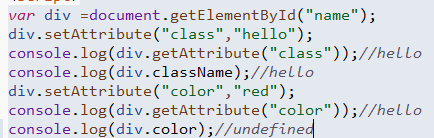 var div =document.getElementById("name");
div.setAttribute("class","hello");
console.log(div.getAttribute("class"));//hello
console.log(div.className);//hello
div.setAttribute("color","red");
console.log(div.getAttribute("color"));//hello
console.log(div.color);//undefined